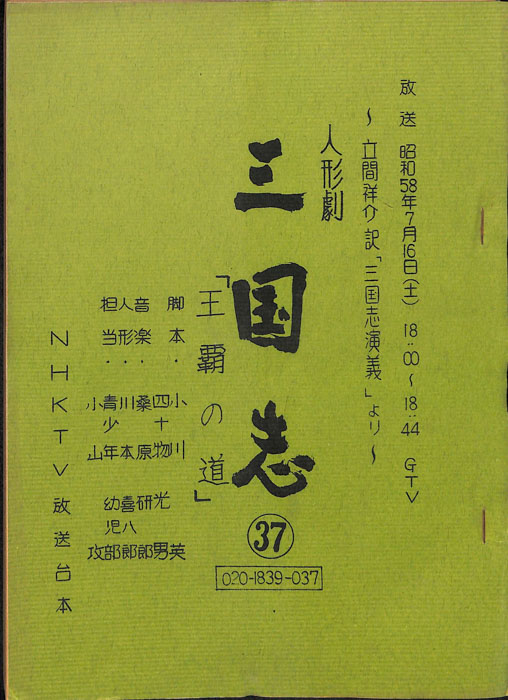 放送 昭和58年7月16日(土) 18:00〜18:44 GTV
〜立間祥介訳「三国志演義」より〜
人形劇
三国志
㊲
020-1839-037
「王覇の道」
脚本・ 小川 英
四十物 光男
音楽・ 桑原 研郎
人形・ 川本 喜八郎
担当・ 青少年 幼児部
小山 攻
NHKTV放送台本